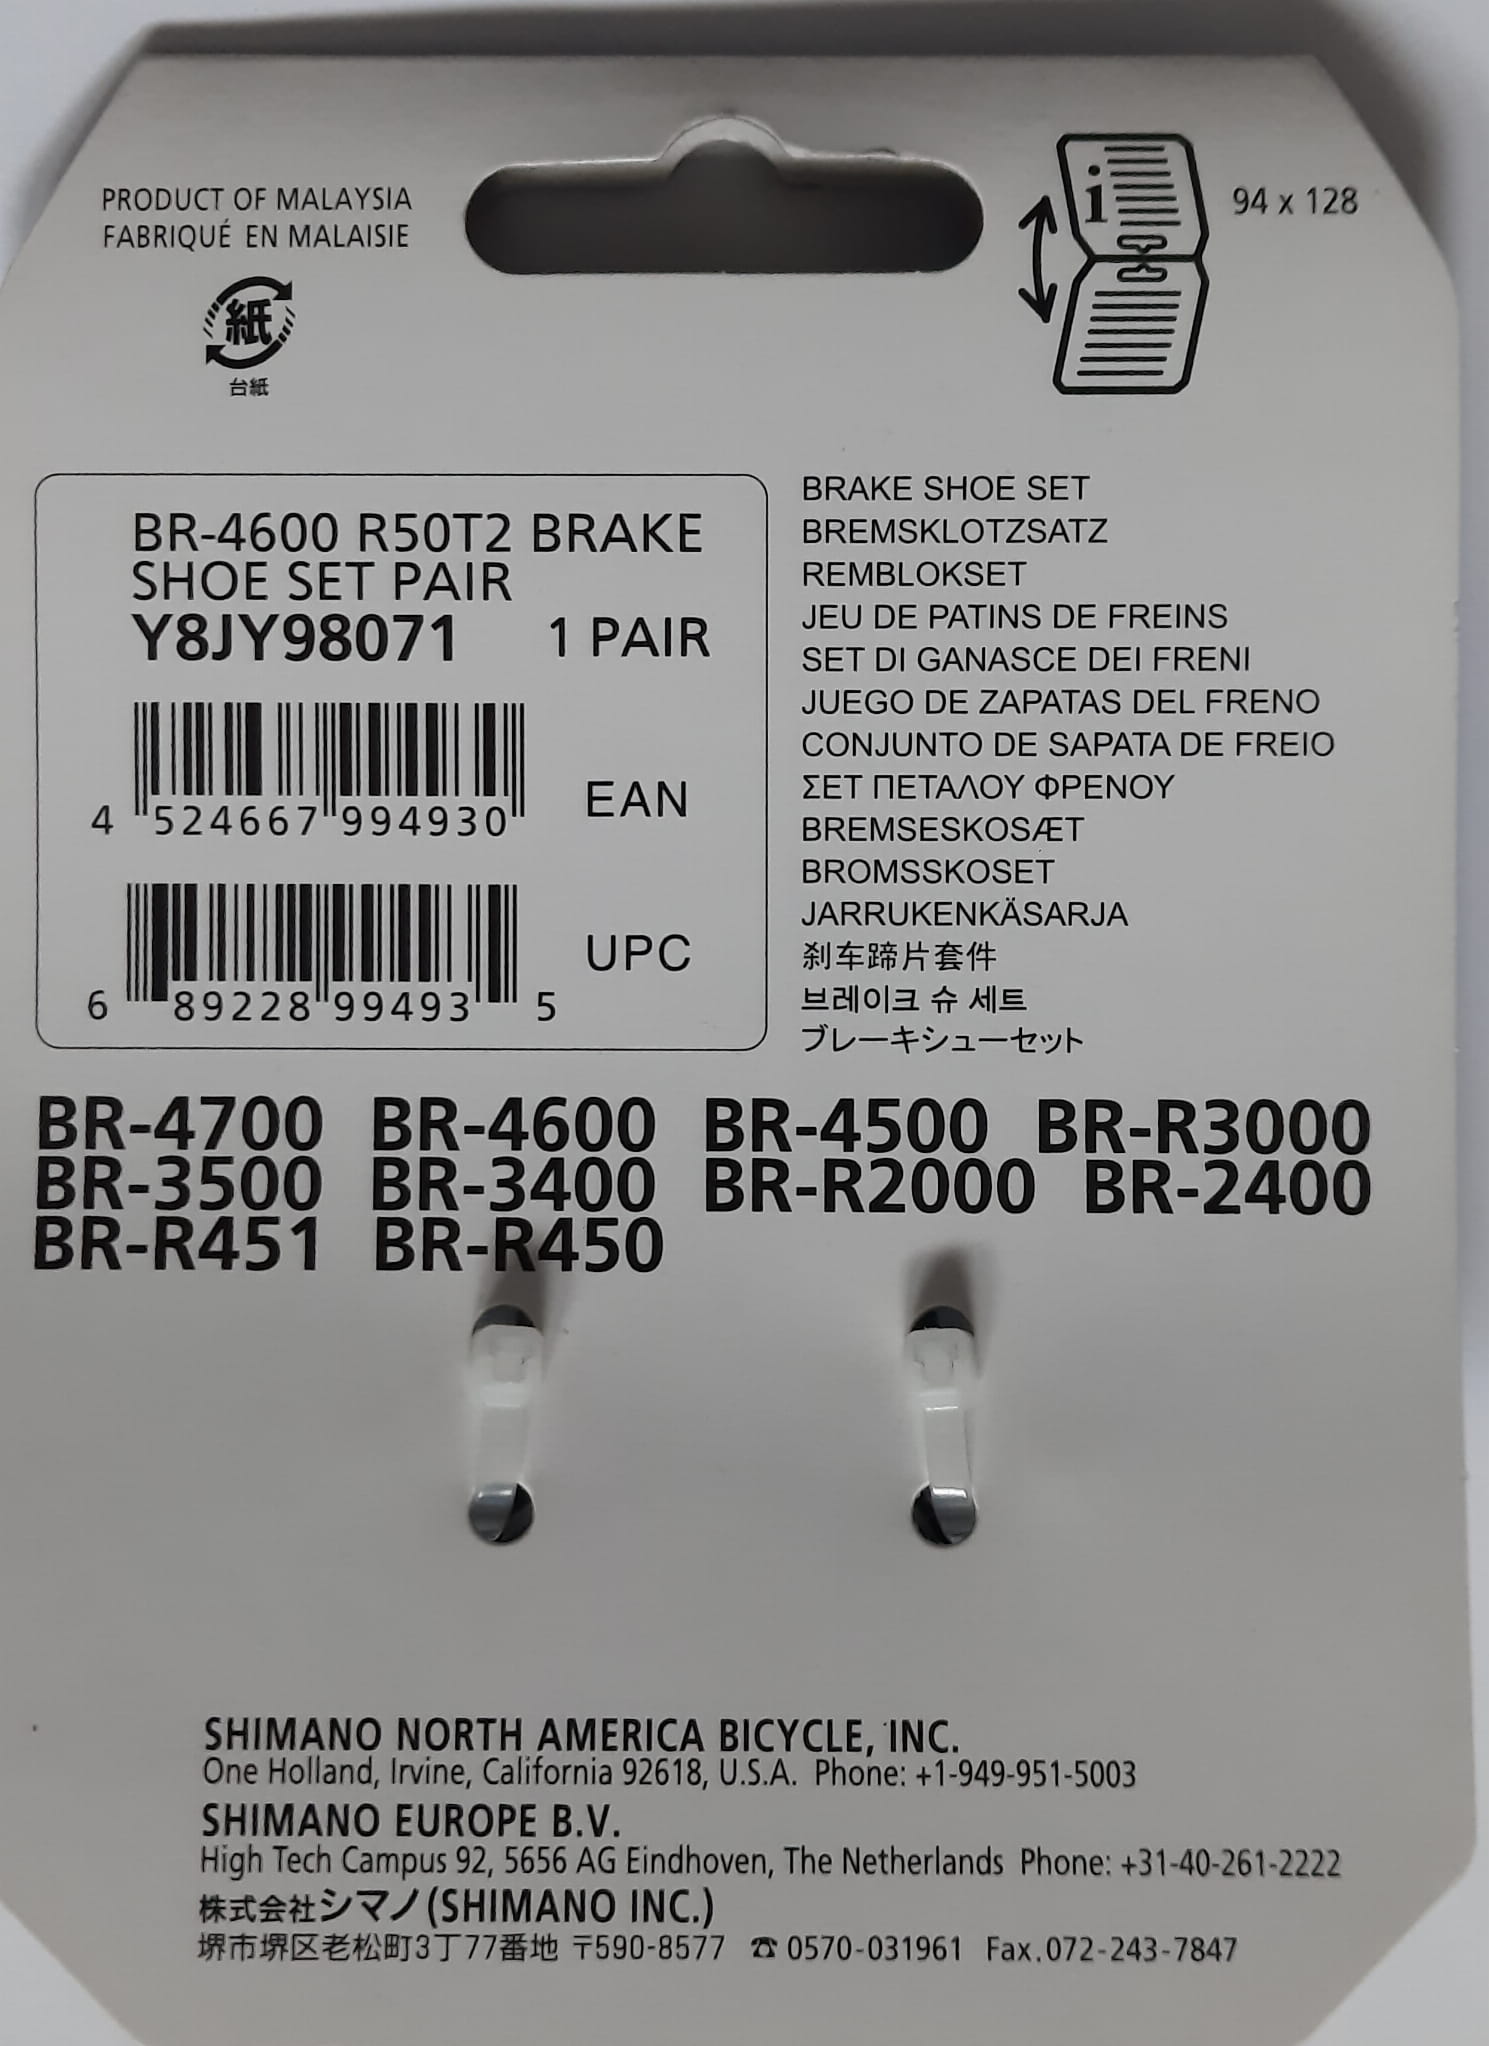 PRODUCT OF MALAYSIA
FABRIQUÉ EN MALAISIE
紙
台紙
i
94 x 128
BR-4600 R50T2 BRAKE
SHOE SET PAIR
Y8JY98071 1 PAIR
4 524667 994930 EAN
6 89228 99493 5 UPC
BRAKE SHOE SET
BREMSKLOTZSATZ
REMBLOKSET
JEU DE PATINS DE FREINS
SET DI GANASCE DEI FRENI
JUEGO DE ZAPATAS DEL FRENO
CONJUNTO DE SAPATA DE FREIO
ΣΕΤ ΠΕΤΑΛΟΥ ΦΡΕΝΟΥ
BREMSESKOSÆT
BROMSSKOSET
JARRUKENKÄSARJA
刹车蹄片套件
브레이크 슈 세트
ブレーキシューセット
BR-4700 BR-4600 BR-4500 BR-R3000
BR-3500 BR-3400 BR-R2000 BR-2400
BR-R451 BR-R450
SHIMANO NORTH AMERICA BICYCLE, INC.
One Holland, Irvine, California 92618, U.S.A. Phone: +1-949-951-5003
SHIMANO EUROPE B.V.
High Tech Campus 92, 5656 AG Eindhoven, The Netherlands Phone: +31-40-261-2222
株式会社シマノ(SHIMANO INC.)
堺市堺区老松町3丁77番地 〒590-8577 ☎ 0570-031961 Fax.072-243-7847